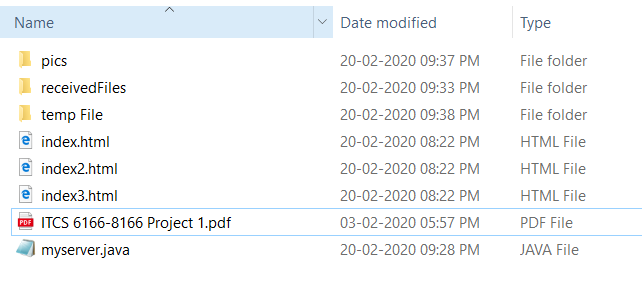 Name Date modified Type
pics 20-02-2020 09:37 PM File folder
receivedFiles 20-02-2020 09:33 PM File folder
temp File 20-02-2020 09:38 PM File folder
index.html 20-02-2020 08:22 PM HTML File
index2.html 20-02-2020 08:22 PM HTML File
index3.html 20-02-2020 08:22 PM HTML File
PDF ITCS 6166-8166 Project 1.pdf 03-02-2020 05:57 PM PDF File
myserver.java 20-02-2020 09:28 PM JAVA File